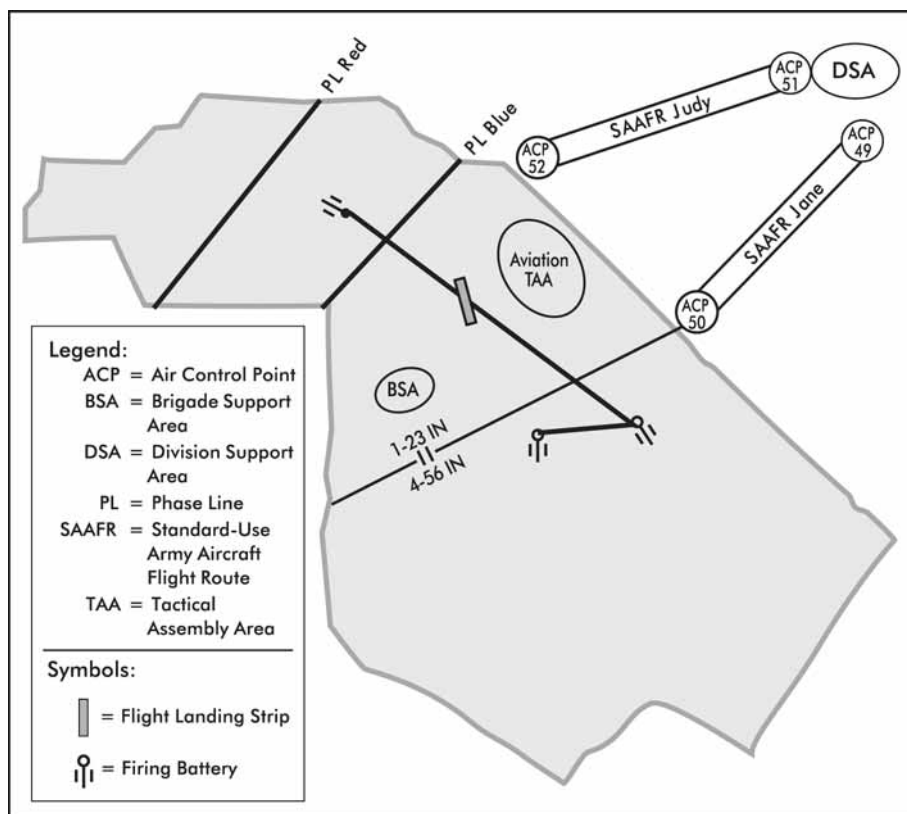 PL Red
PL Blue
ACP
52
SAAFR Judy
ACP
51
DSA
ACP
49
SAAFR Jane
ACP
50
Aviation
TAA
BSA
1-23 IN
4-56 IN
Legend:
ACP = Air Control Point
BSA = Brigade Support
Area
DSA = Division Support
Area
PL = Phase Line
SAAFR = Standard-Use
Army Aircraft
Flight Route
TAA = Tactical
Assembly Area
Symbols:
= Flight Landing Strip
= Firing Battery